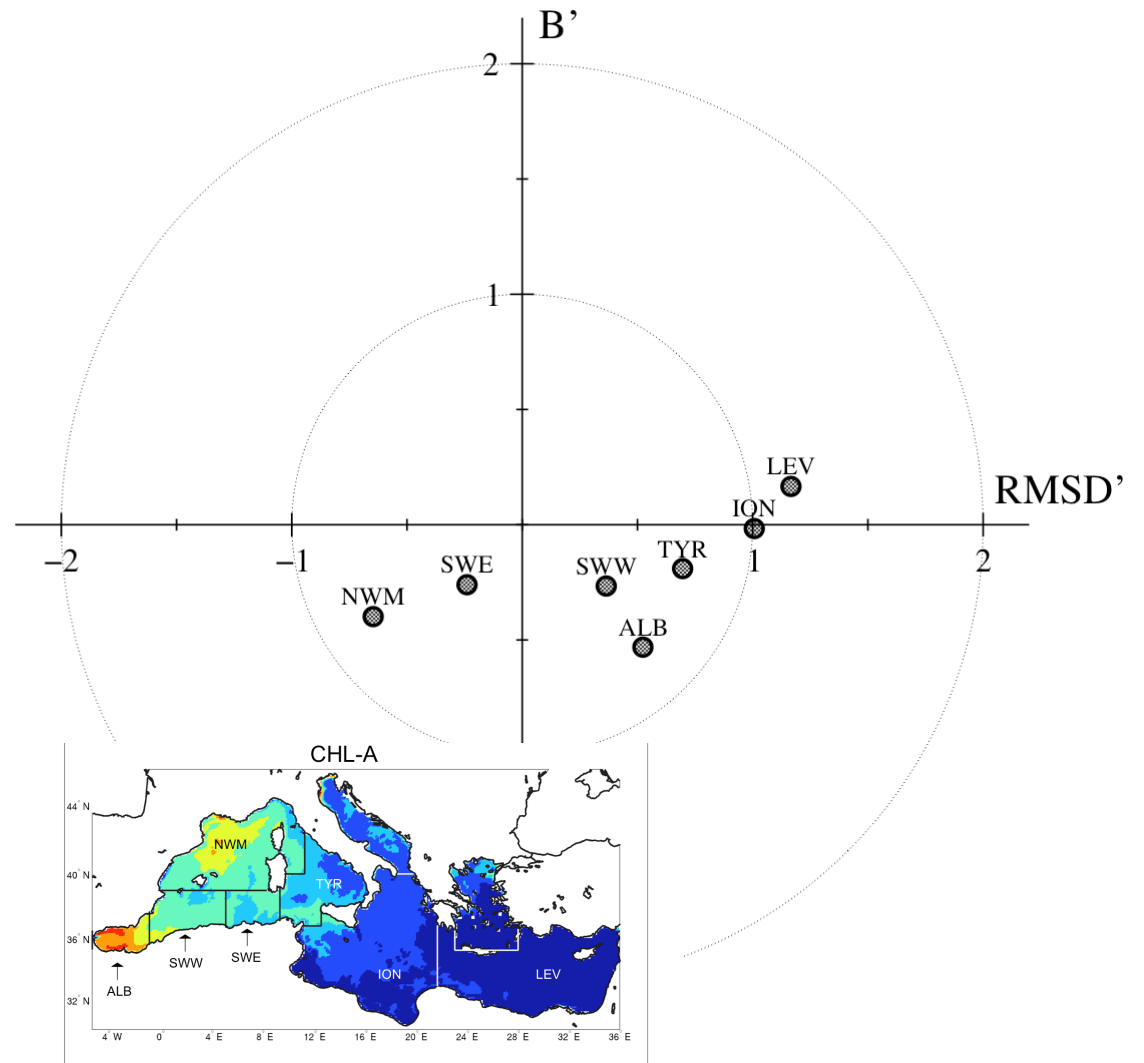 B’
2
1
LEV
RMSD’
ION
−2
−1
1
2
SWE
SWW
TYR
NWM
ALB
CHL-A
44° N
NWM
40° N
TYR
36° N
SWW
SWE
ION
LEV
ALB
32° N
4° W
0°
4° E
8° E
12° E
16° E
20° E
24° E
28° E
32° E
36° E